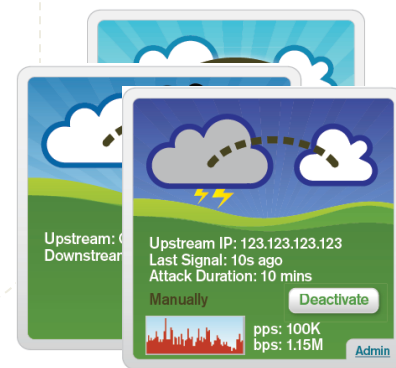 Upstream:
Downstream
Upstream IP: 123.123.123.123
Last Signal: 10s ago
Attack Duration: 10 mins
Manually
Deactivate
pps: 100K
bps: 1.15M
Admin